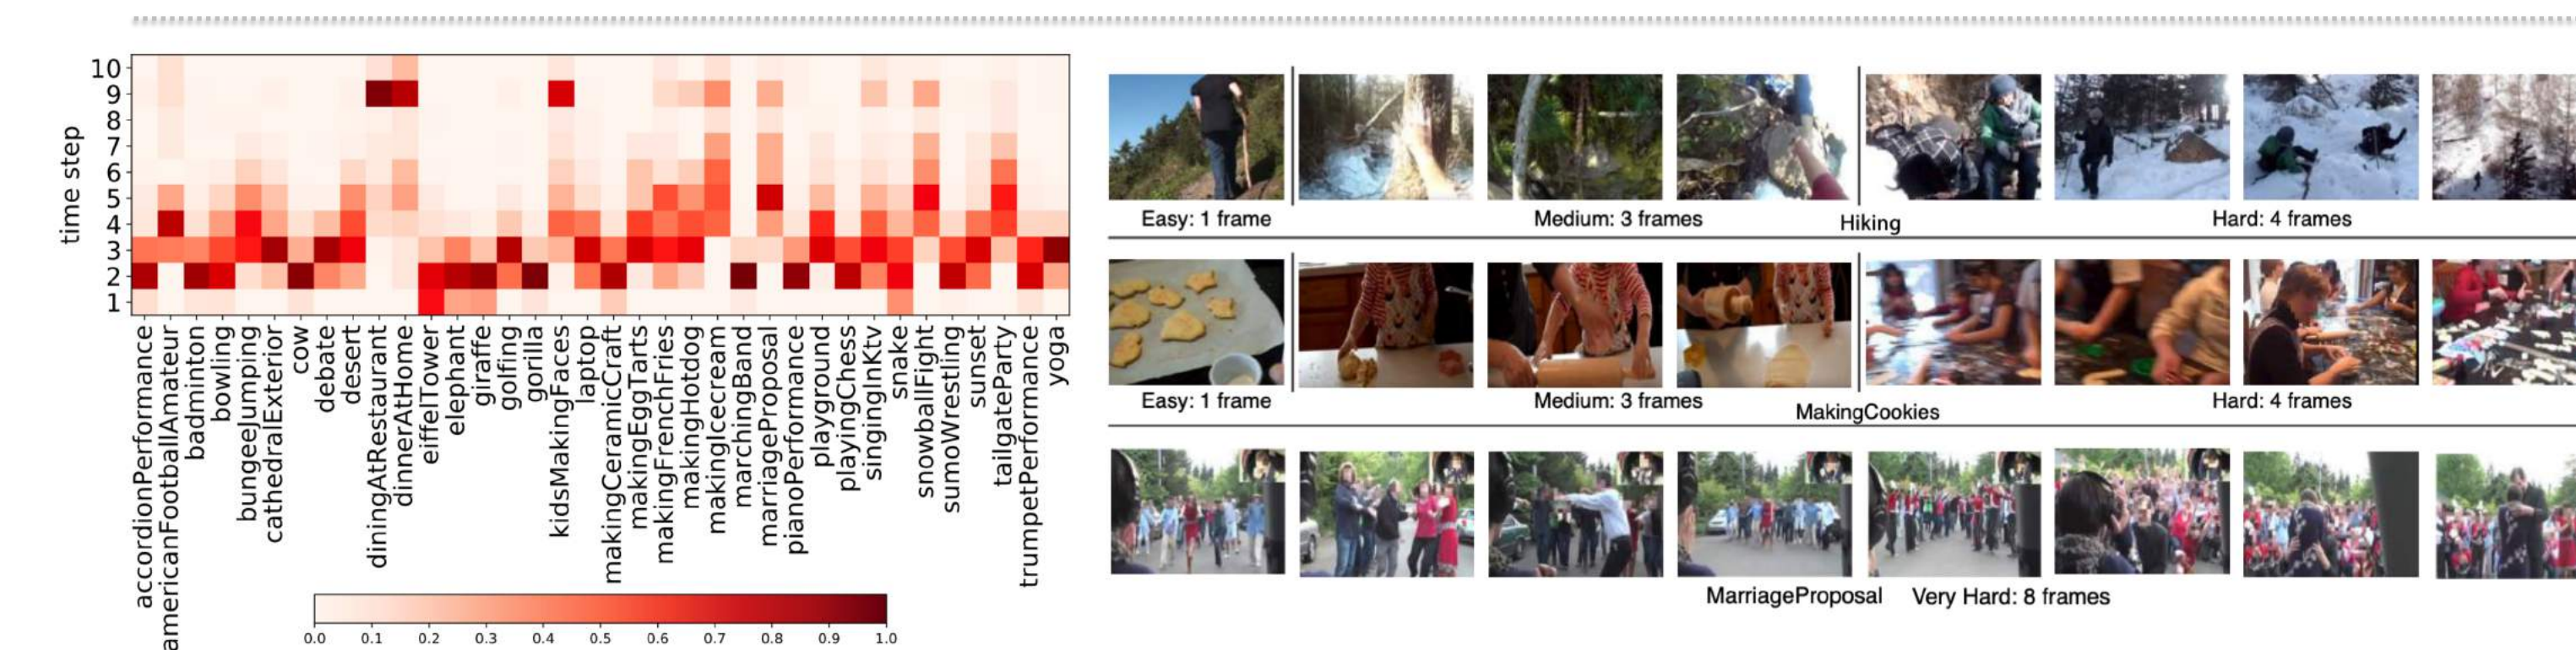 10
9
8
7
6
5
4
3
2
1
time step
accordionPerformance
americanFootballAmateur
badminton
bowling
bungeeJumping
cathedralExterior
cow
debate
desert
diningAtRestaurant
dinnerAtHome
eiffelTower
elephant
giraffe
golfing
gorilla
kidsMakingFaces
laptop
makingCeramicCraft
makingEggTarts
makingFrenchFries
makingHotdog
makingIcecream
marchingBand
marriageProposal
pianoPerformance
playground
playingChess
singingInKtv
snake
snowballFight
sumoWrestling
sunset
tailgateParty
trumpetPerformance
yoga
0.0 0.1 0.2 0.3 0.4 0.5 0.6 0.7 0.8 0.9 1.0
Easy: 1 frame Medium: 3 frames Hiking Hard: 4 frames
Easy: 1 frame Medium: 3 frames MakingCookies Hard: 4 frames
MarriageProposal Very Hard: 8 frames